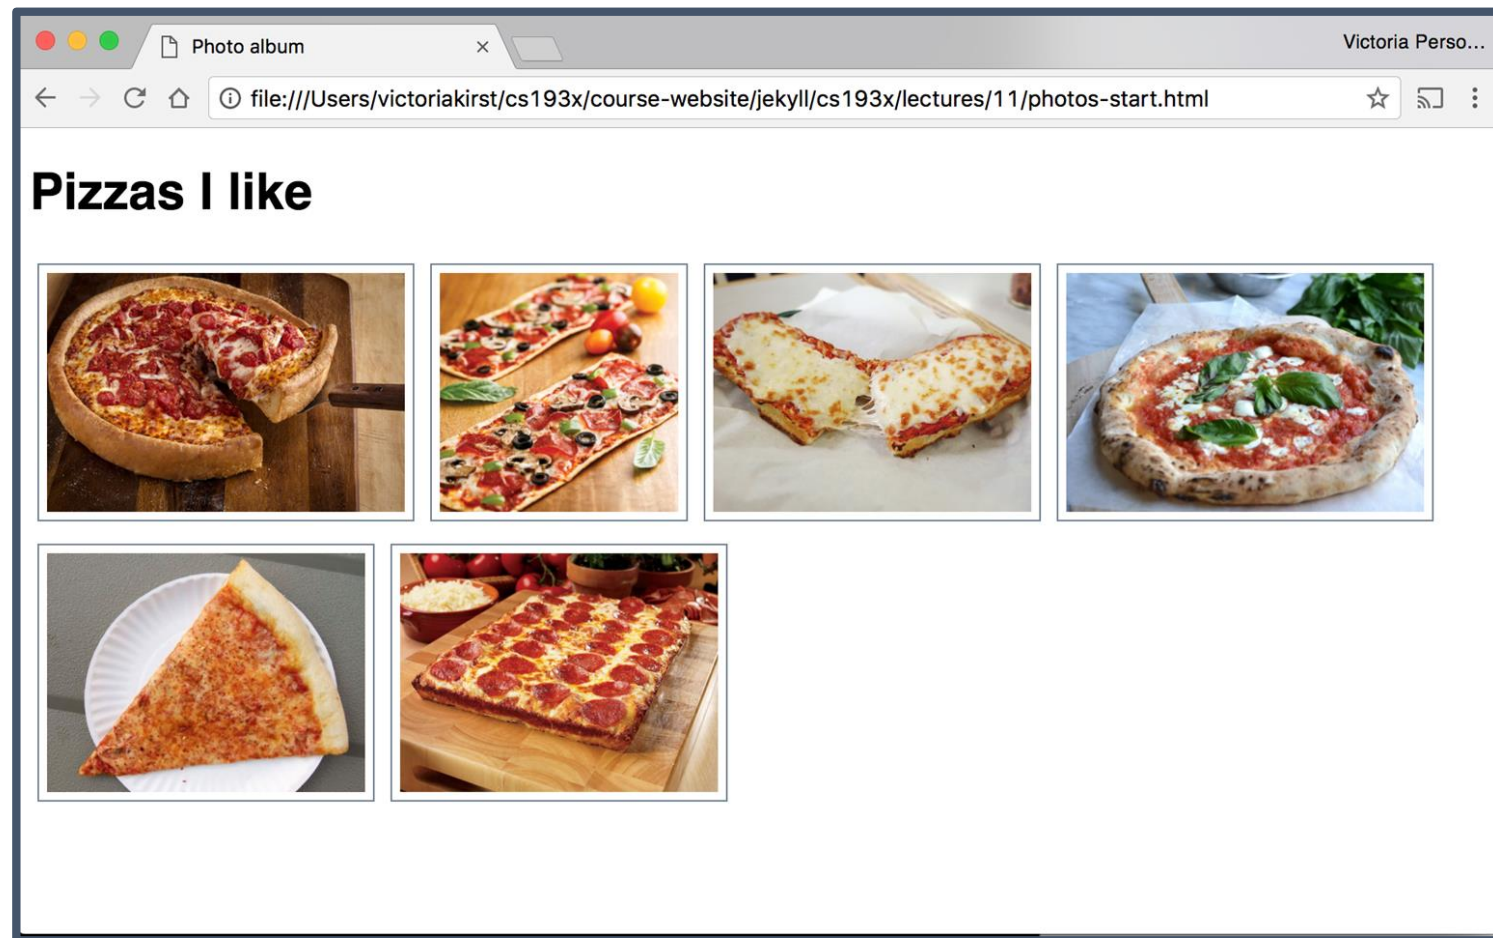 Photo album
Victoria Perso...
file:///Users/victoriakirst/cs193x/course-website/jekyll/cs193x/lectures/11/photos-start.html
Pizzas I like